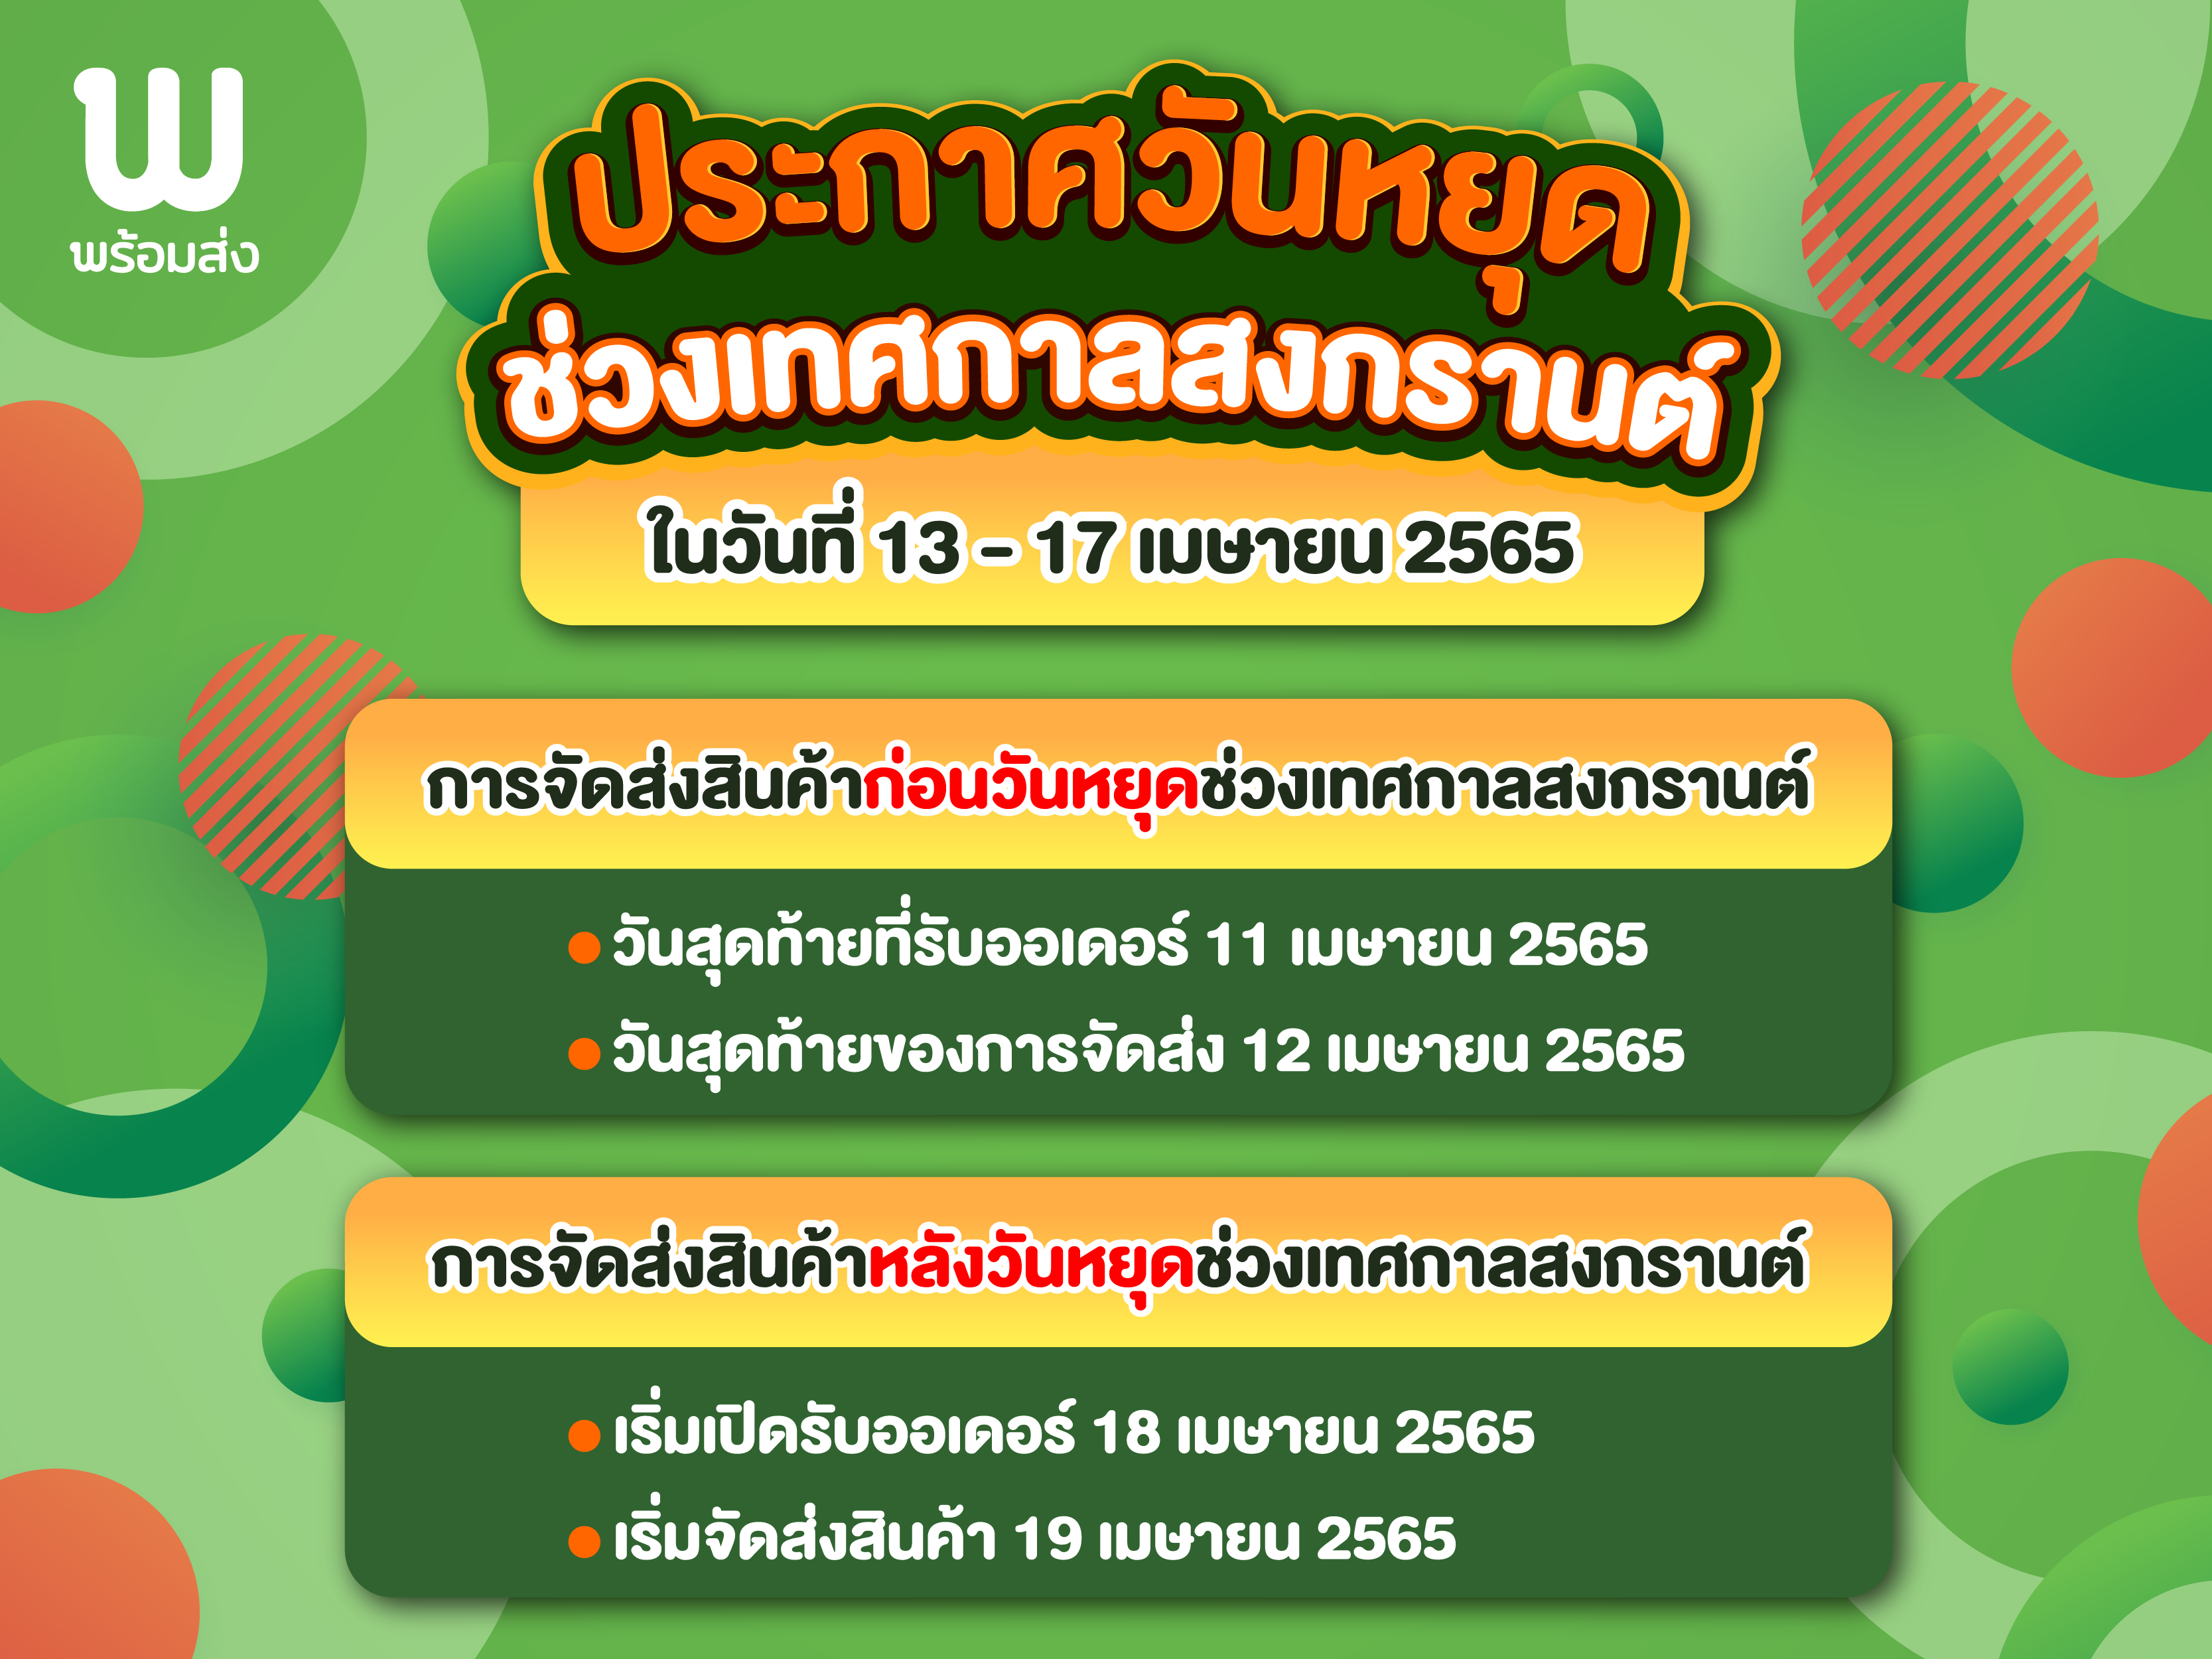 พ
พร้อมส่ง
ประกาศวันหยุด
ช่วงเทศกาลสงกรานต์
ในวันที่ 13 – 17 เมษายน 2565
การจัดส่งสินค้าก่อนวันหยุดช่วงเทศกาลสงกรานต์
วันสุดท้ายที่รับออเดอร์ 11 เมษายน 2565
วันสุดท้ายของการจัดส่ง 12 เมษายน 2565
การจัดส่งสินค้าหลังวันหยุดช่วงเทศกาลสงกรานต์
เริ่มเปิดรับออเดอร์ 18 เมษายน 2565
เริ่มจัดส่งสินค้า 19 เมษายน 2565